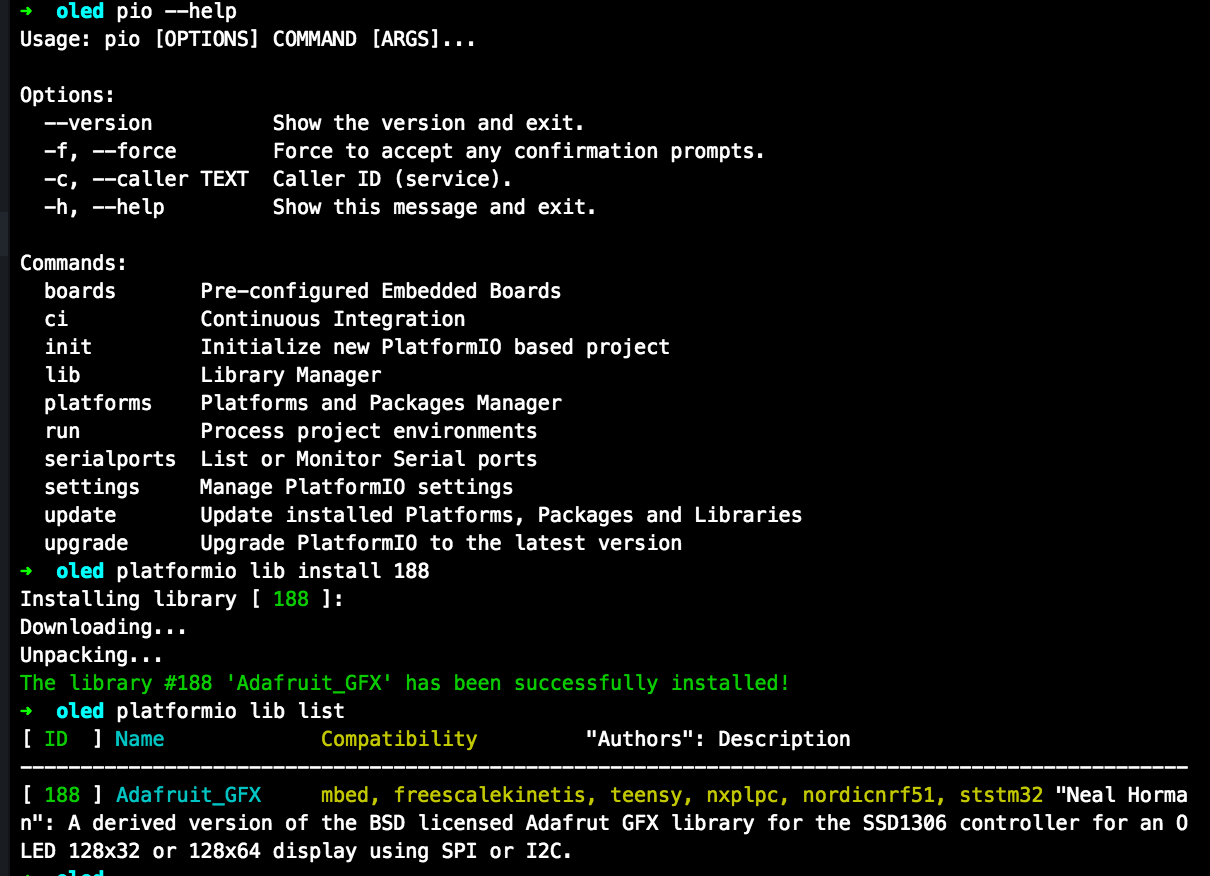 ➜  oled pio --help
Usage: pio [OPTIONS] COMMAND [ARGS]...

Options:
  --version          Show the version and exit.
  -f, --force        Force to accept any confirmation prompts.
  -c, --caller TEXT  Caller ID (service).
  -h, --help         Show this message and exit.

Commands:
  boards       Pre-configured Embedded Boards
  ci           Continuous Integration
  init         Initialize new PlatformIO based project
  lib          Library Manager
  platforms    Platforms and Packages Manager
  run          Process project environments
  serialports  List or Monitor Serial ports
  settings     Manage PlatformIO settings
  update       Update installed Platforms, Packages and Libraries
  upgrade      Upgrade PlatformIO to the latest version
➜  oled platformio lib install 188
Installing library [ 188 ]:
Downloading...
Unpacking...
The library #188 'Adafruit_GFX' has been successfully installed!
➜  oled platformio lib list
[ ID  ] Name             Compatibility         "Authors": Description
-------------------------------------------------------------------------------------------------
[ 188 ] Adafruit_GFX     mbed, freescalekinetis, teensy, nxplpc, nordicnrf51, ststm32 "Neal Horma
n": A derived version of the BSD licensed Adafrut GFX library for the SSD1306 controller for an O
LED 128x32 or 128x64 display using SPI or I2C.
➜  oled